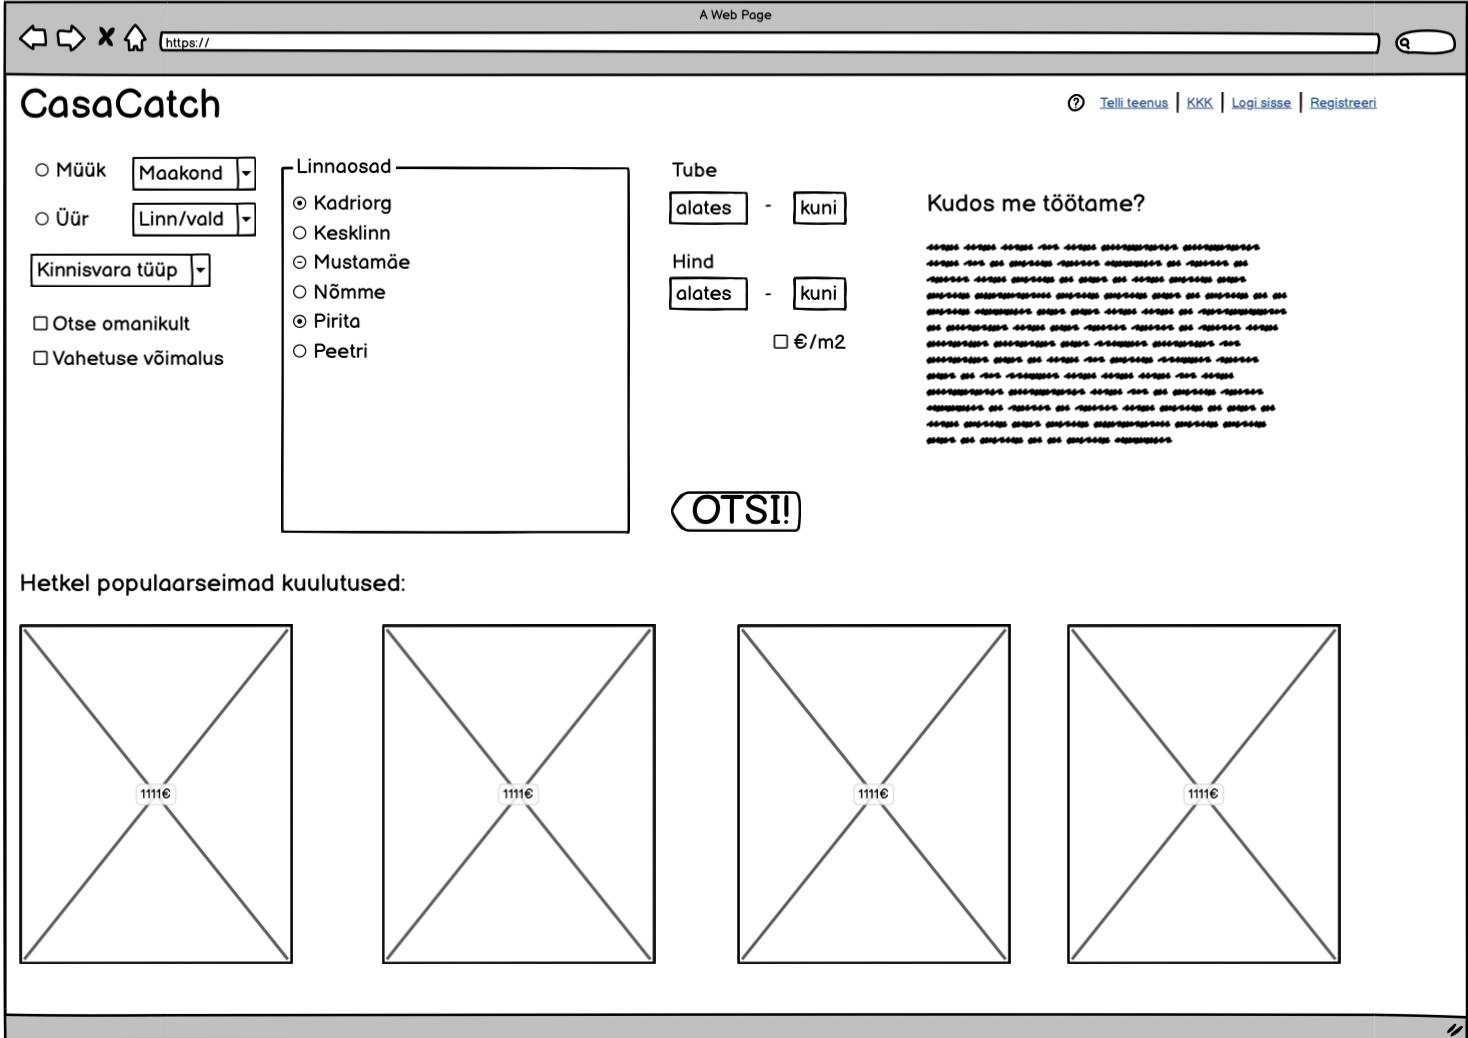 A Web Page
https://
CasaCatch
Telli teenus | KKK | Logi sisse | Registreeri
Müük
Maakond
Üür
Linn/vald
Kinnisvara tüüp
Otse omanikult
Vahetuse võimalus
Linnaosad
Kadriorg
Kesklinn
Mustamäe
Nõmme
Pirita
Peetri
Tube
alates - kuni
Hind
alates - kuni
€/m2
OTSI!
Kudos me töötame?
Hetkel populaarseimad kuulutused:
1111€
1111€
1111€
1111€